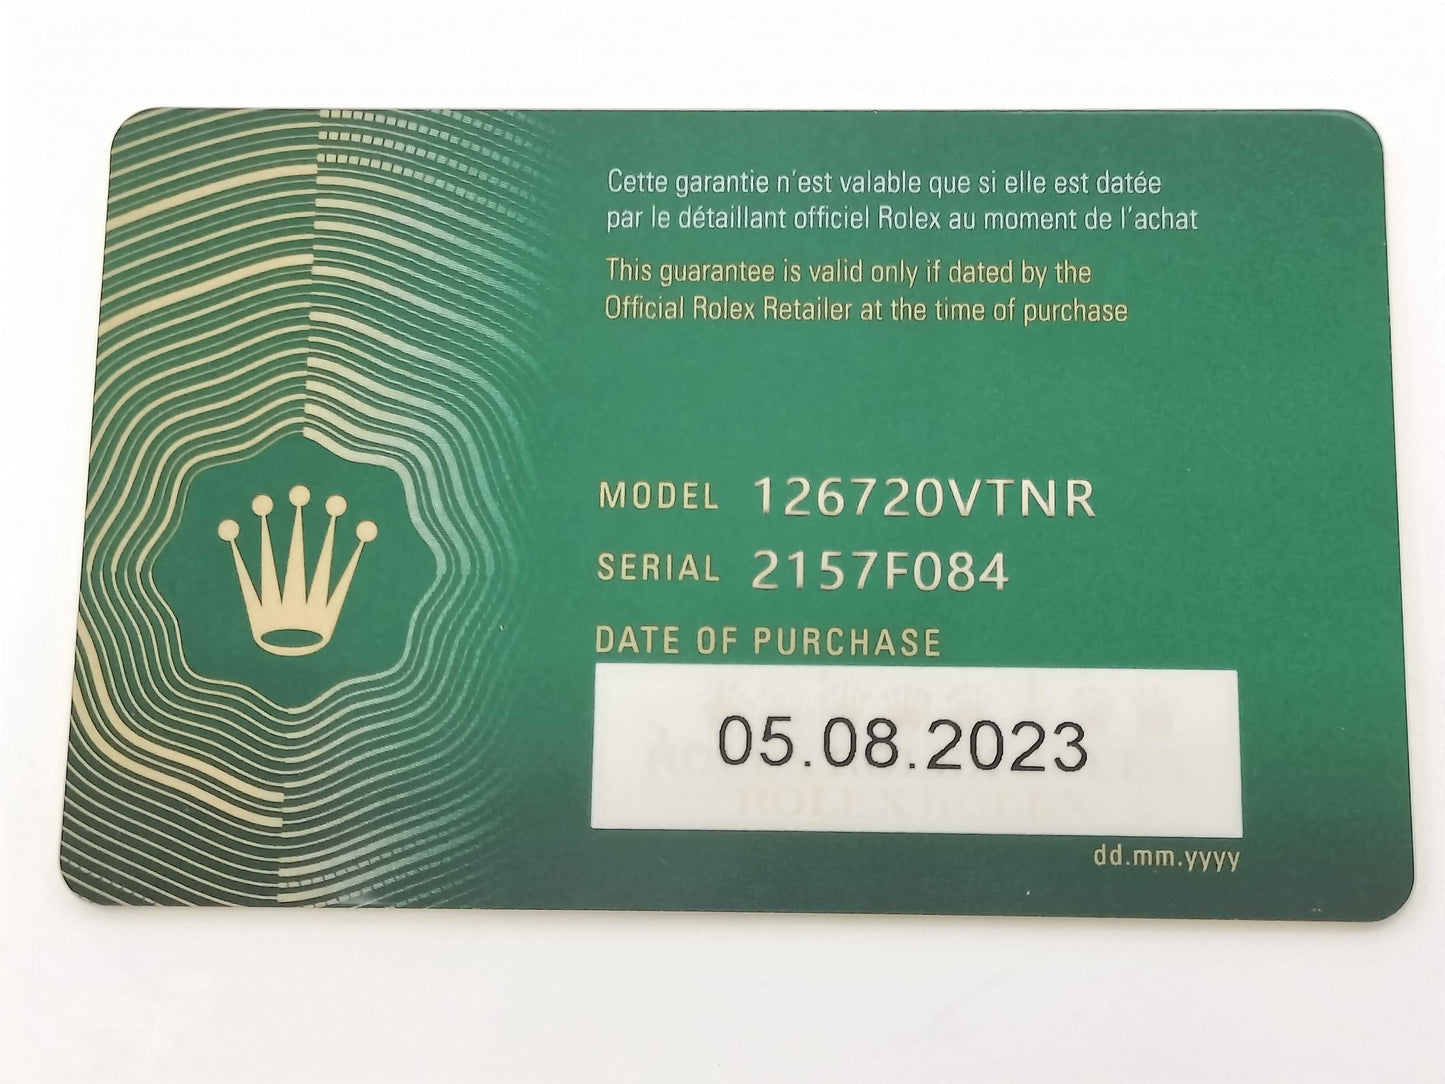 Cette garantie n'est valable que si elle est datée
par le détaillant officiel Rolex au moment de l'achat
This guarantee is valid only if dated by the
Official Rolex Retailer at the time of purchase
MODEL 126720VTNR
SERIAL 2157F084
DATE OF PURCHASE
05.08.2023
dd.mm.yyyy